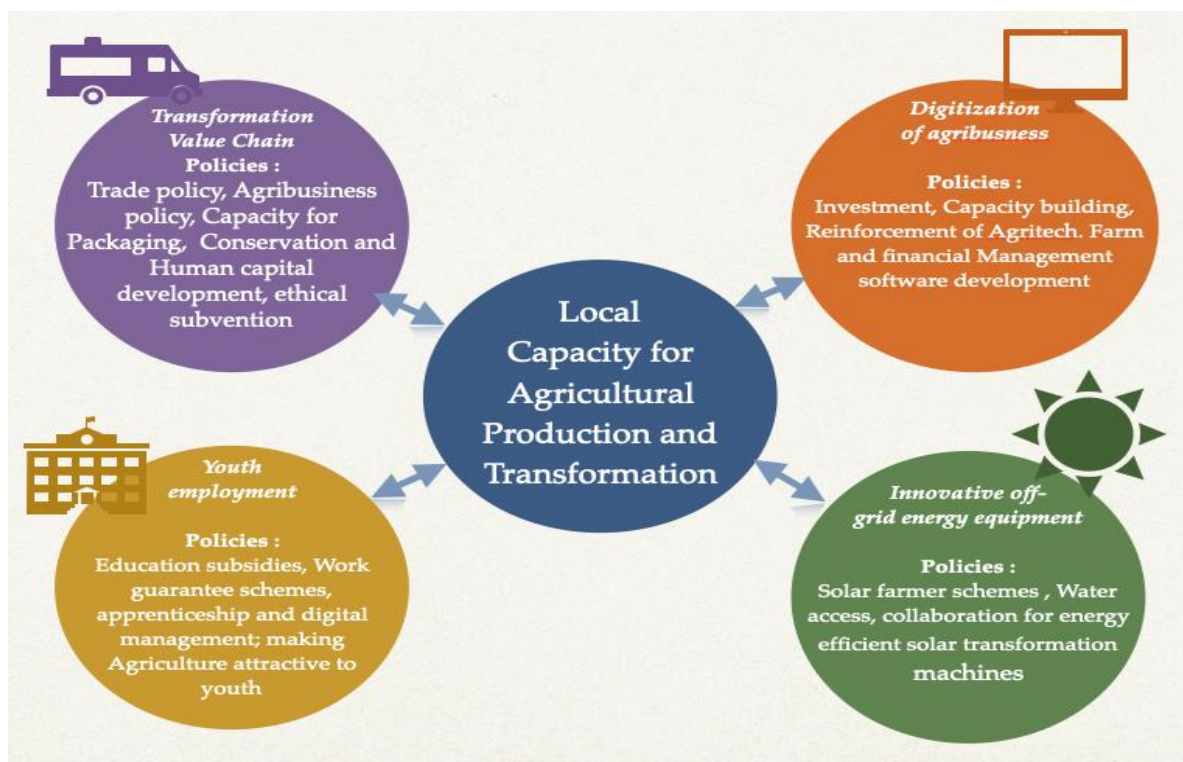 Transformation
Value Chain
Policies :
Trade policy, Agribusiness
policy, Capacity for
Packaging,  Conservation and
Human capital
development, ethical
subvention
Digitization
of agribusness
Policies :
Investment, Capacity building,
Reinforcement of Agritech. Farm
and financial Management
software development
Local
Capacity for
Agricultural
Production and
Transformation
Youth
employment
Policies :
Education subsidies, Work
guarantee schemes,
apprenticeship and digital
management; making
Agriculture attractive to
youth
Innovative off-
grid energy equipment
Policies :
Solar farmer schemes , Water
access, collaboration for energy
efficient solar transformation
machines